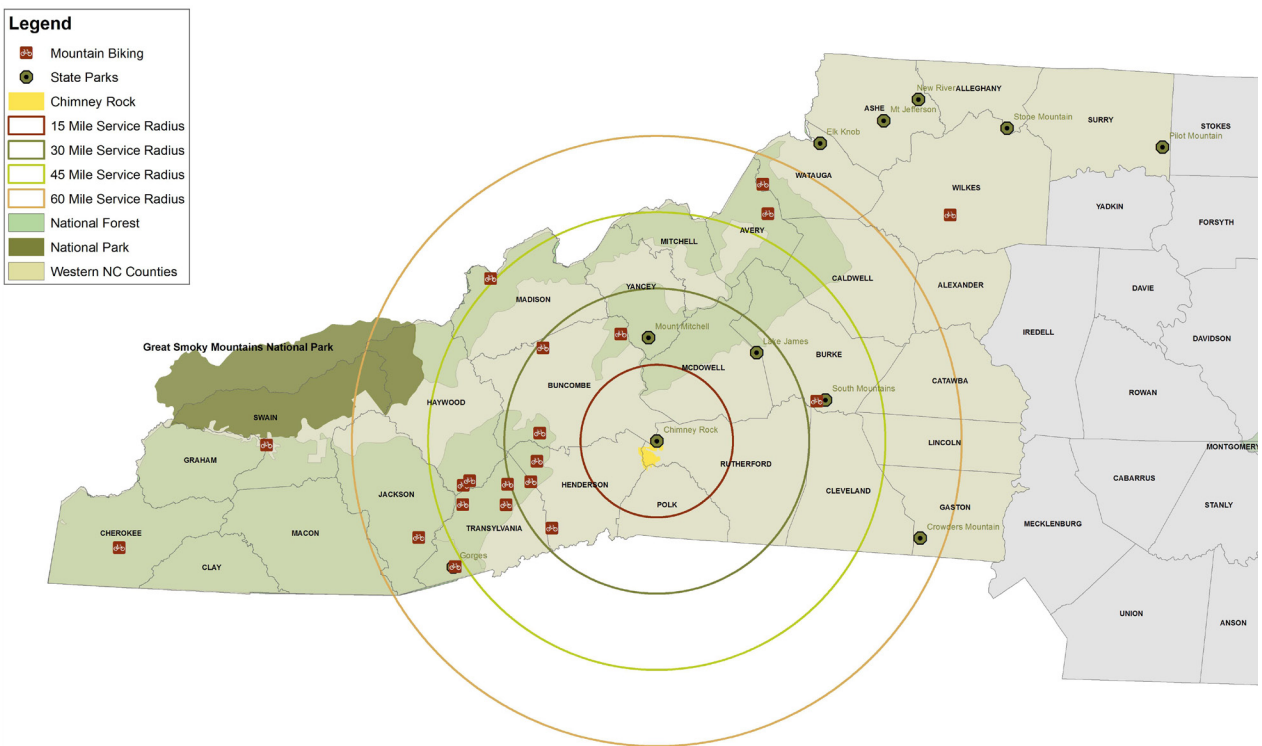 Legend
Mountain Biking
State Parks
Chimney Rock
15 Mile Service Radius
30 Mile Service Radius
45 Mile Service Radius
60 Mile Service Radius
National Forest
National Park
Western NC Counties
New River
ALLEGHANY
ASHE
Mt Jefferson
Stone Mountain
SURRY
STOKES
Elk Knob
Pilot Mountain
WATAUGA
WILKES
YADKIN
FORSYTH
AVERY
MITCHELL
CALDWELL
ALEXANDER
DAVIE
YANCEY
MADISON
IREDELL
DAVIDSON
Mount Mitchell
Lake James
Great Smoky Mountains National Park
BURKE
MCDOWELL
CATAWBA
BUNCOMBE
South Mountains
ROWAN
HAYWOOD
SWAIN
Chimney Rock
LINCOLN
MONTGOMERY
GRAHAM
RUTHERFORD
CABARRUS
HENDERSON
CLEVELAND
JACKSON
POLK
GASTON
STANLY
MECKLENBURG
TRANSYLVANIA
Crowders Mountain
CHEROKEE
MACON
Gorges
CLAY
UNION
ANSON